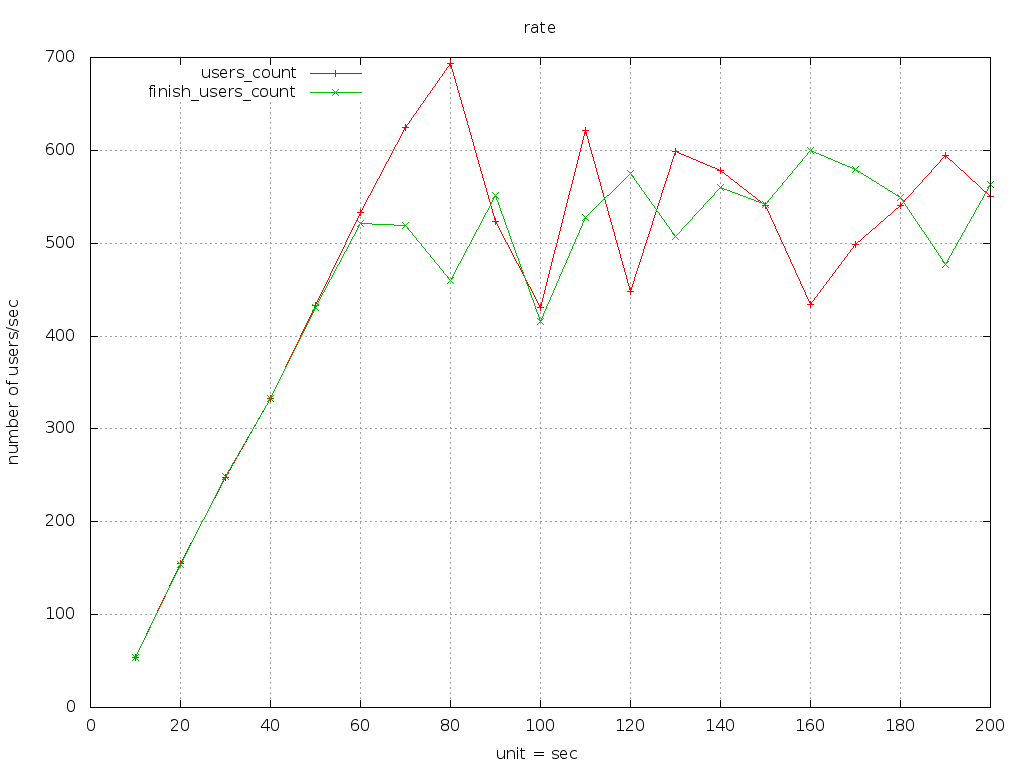 rate
users_count
finish_users_count
700
600
500
400
300
200
100
0
number of users/sec
0 20 40 60 80 100 120 140 160 180 200
unit = sec